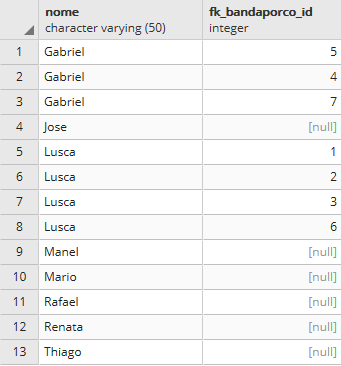 nome fk_bandaporco_id
character varying (50) integer
1 Gabriel 5
2 Gabriel 4
3 Gabriel 7
4 Jose [null]
5 Lusca 1
6 Lusca 2
7 Lusca 3
8 Lusca 6
9 Manel [null]
10 Mario [null]
11 Rafael [null]
12 Renata [null]
13 Thiago [null]